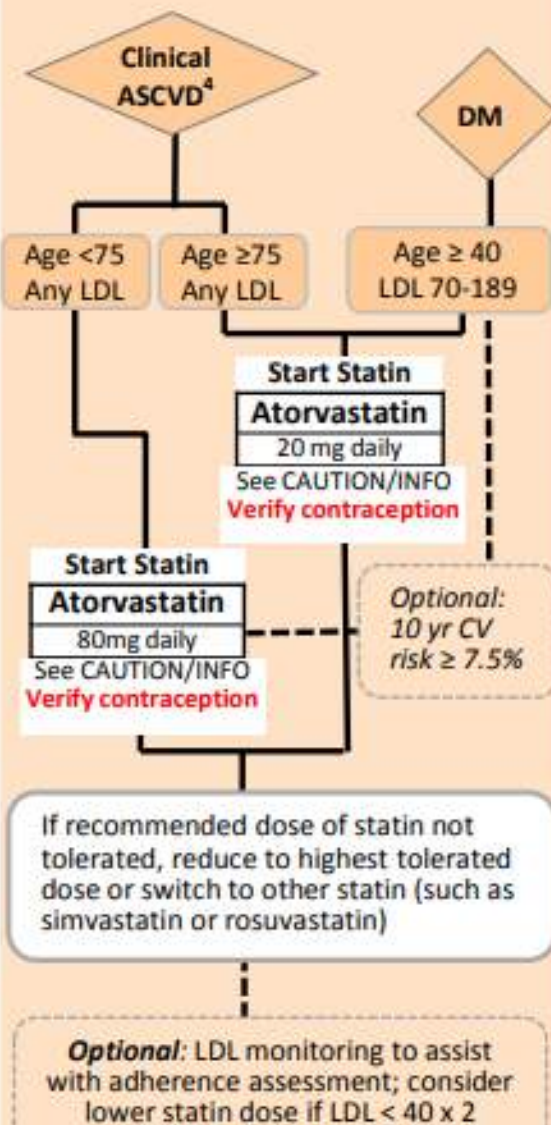 Clinical
ASCVD⁴
DM
Age <75
Any LDL
Age ≥75
Any LDL
Age ≥ 40
LDL 70-189
Start Statin
Atorvastatin
20 mg daily
See CAUTION/INFO
Verify contraception
Start Statin
Atorvastatin
80mg daily
See CAUTION/INFO
Verify contraception
Optional:
10 yr CV
risk ≥ 7.5%
If recommended dose of statin not
tolerated, reduce to highest tolerated
dose or switch to other statin (such as
simvastatin or rosuvastatin)
Optional: LDL monitoring to assist
with adherence assessment; consider
lower statin dose if LDL < 40 x 2